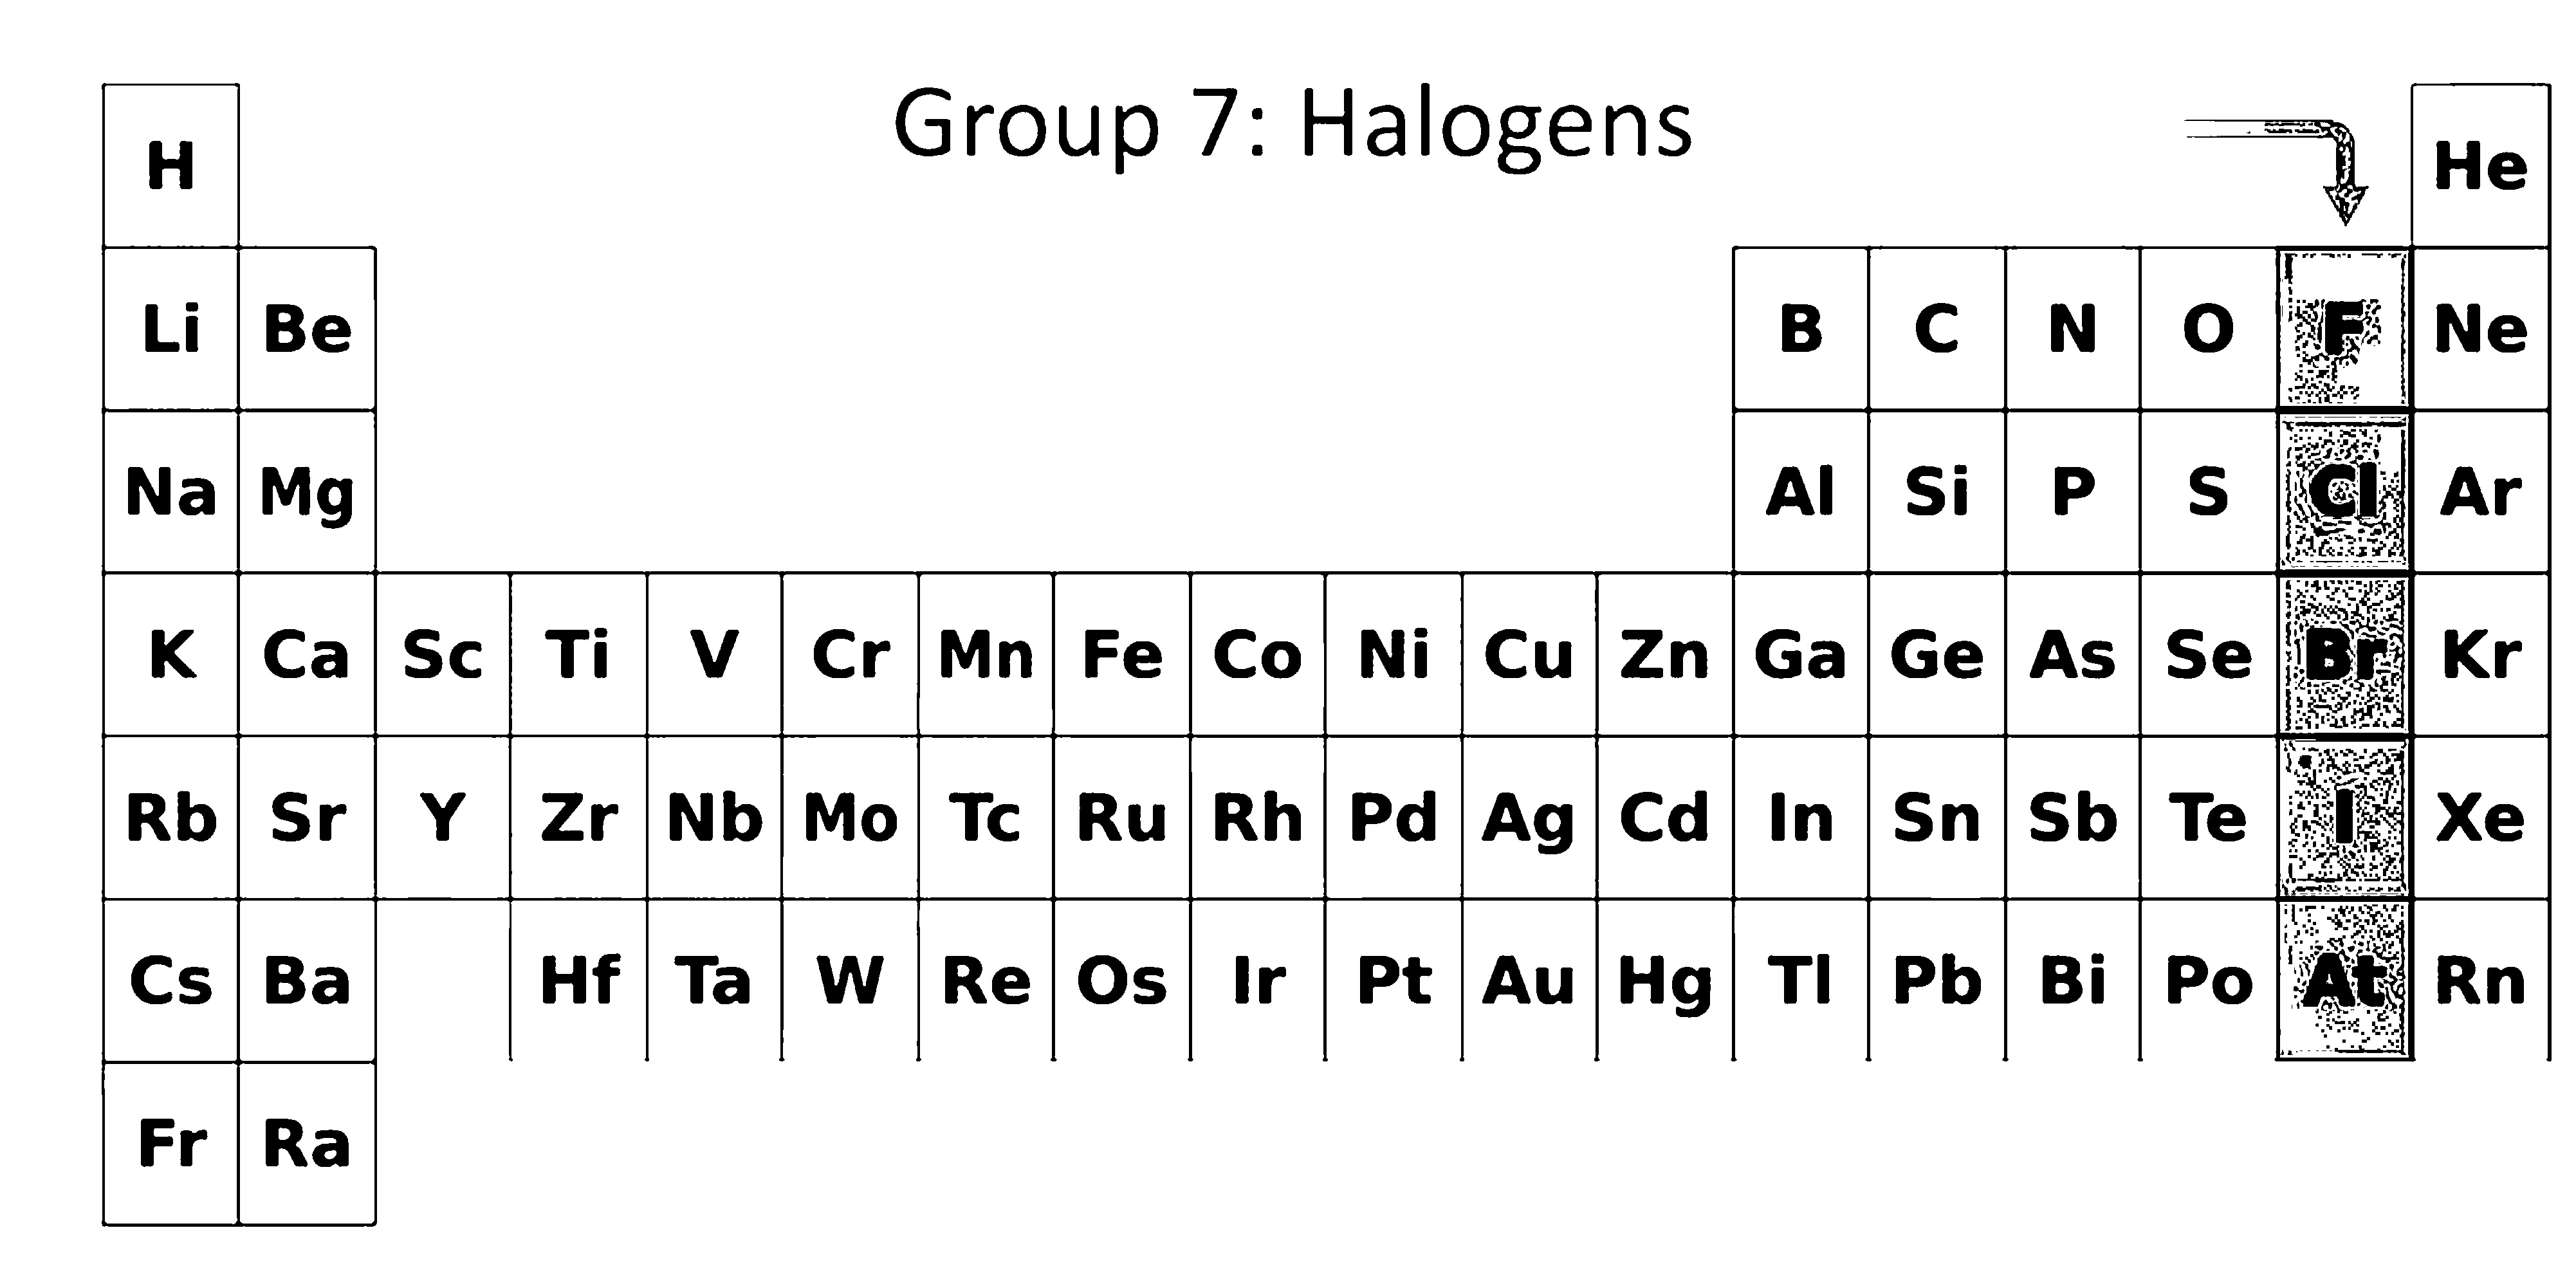 Group 7: Halogens
H He
Li Be B C N O F Ne
Na Mg Al Si P S Cl Ar
K Ca Sc Ti V Cr Mn Fe Co Ni Cu Zn Ga Ge As Se Br Kr
Rb Sr Y Zr Nb Mo Tc Ru Rh Pd Ag Cd In Sn Sb Te I Xe
Cs Ba Hf Ta W Re Os Ir Pt Au Hg Tl Pb Bi Po At Rn
Fr Ra